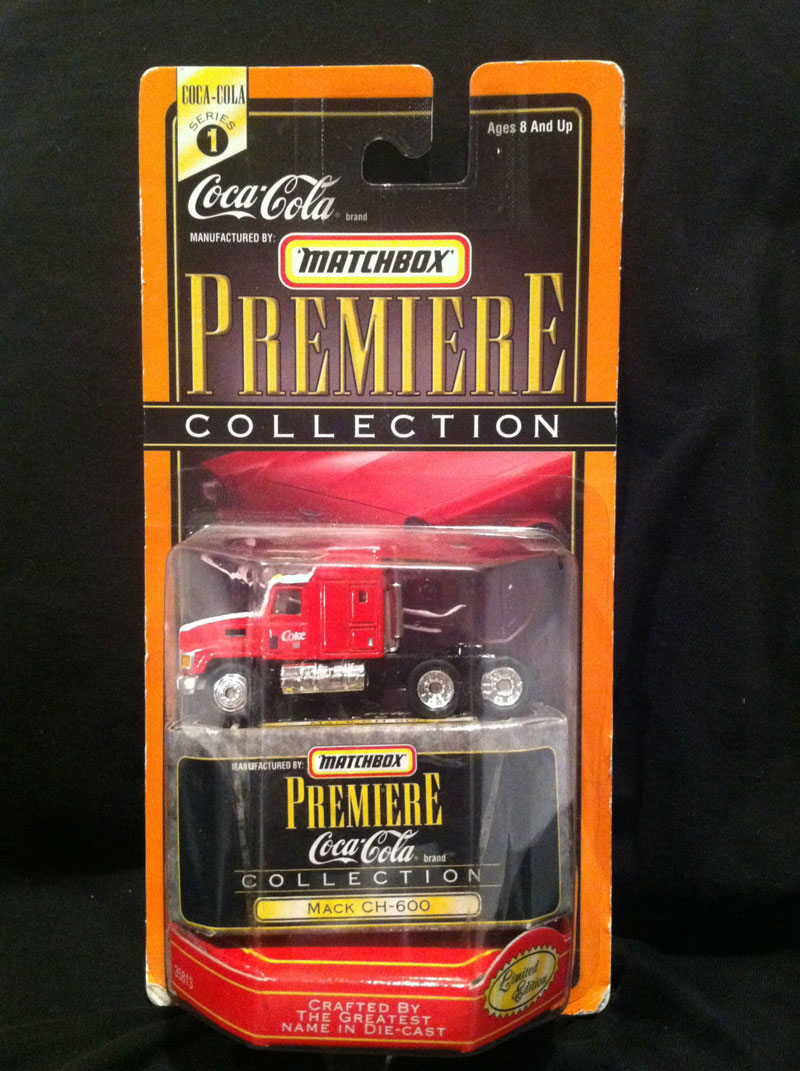 COCA-COLA
SERIES
1
Ages 8 And Up
Coca-Cola® brand
MANUFACTURED BY:
MATCHBOX
PREMIERE
COLLECTION
Coke
MANUFACTURED BY:
MATCHBOX
PREMIERE
Coca-Cola® brand
COLLECTION
MACK CH-600
35813
Limited
Edition
CRAFTED BY
THE GREATEST
NAME IN DIE-CAST